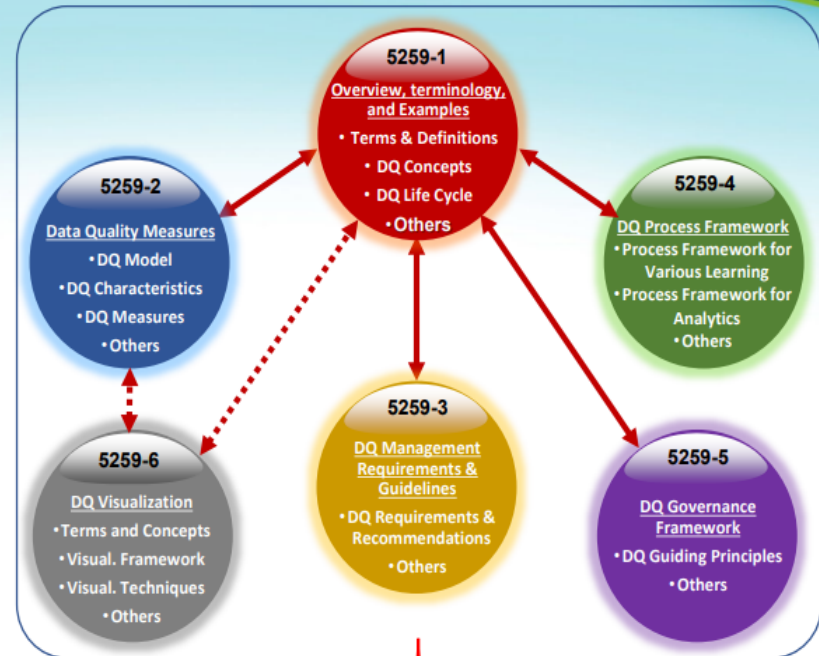 5259-1
Overview, terminology,
and Examples
• Terms & Definitions
• DQ Concepts
• DQ Life Cycle
• Others
5259-2
Data Quality Measures
• DQ Model
• DQ Characteristics
• DQ Measures
• Others
5259-4
DQ Process Framework
• Process Framework for
Various Learning
• Process Framework for
Analytics
• Others
5259-6
DQ Visualization
• Terms and Concepts
• Visual. Framework
• Visual. Techniques
• Others
5259-3
DQ Management
Requirements &
Guidelines
• DQ Requirements &
Recommendations
• Others
5259-5
DQ Governance
Framework
• DQ Guiding Principles
• Others